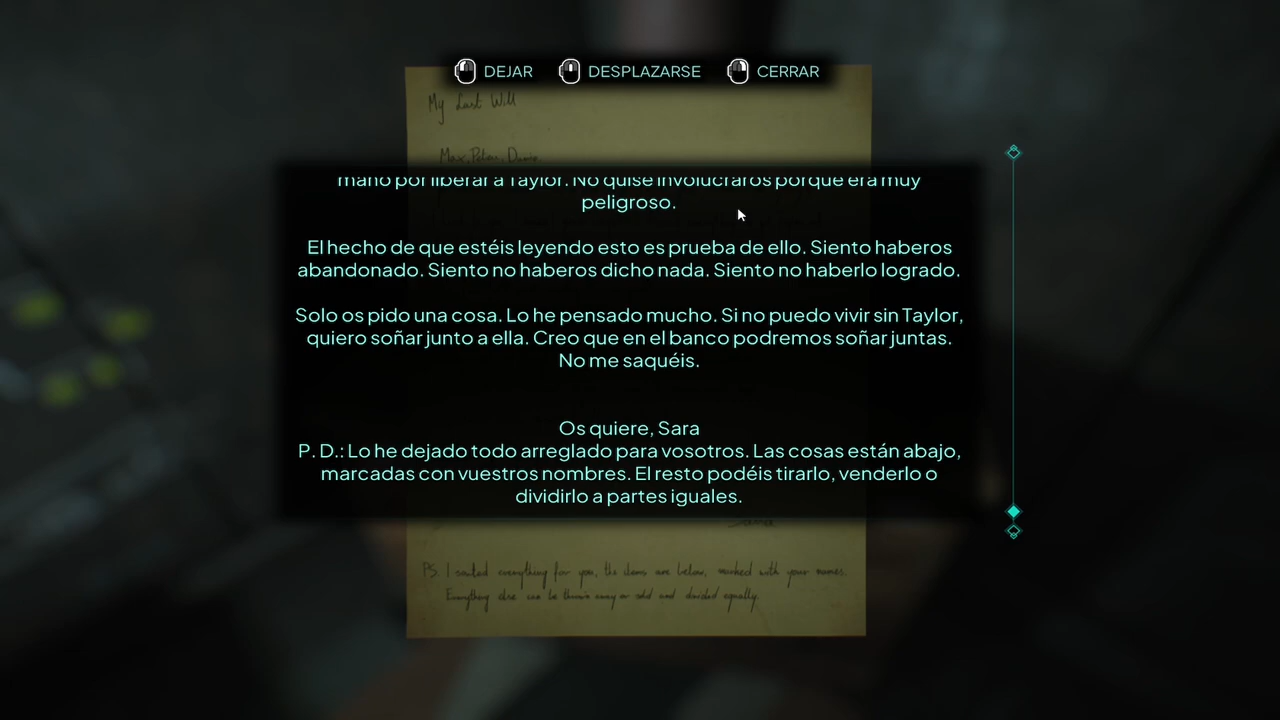 DEJAR DESPLAZARSE CERRAR
My Last Will
Max, Peter,
mano por liberar a Taylor. No quise involucraros porque era muy
peligroso.
El hecho de que estéis leyendo esto es prueba de ello. Siento haberos
abandonado. Siento no haberos dicho nada. Siento no haberlo logrado.
Solo os pido una cosa. Lo he pensado mucho. Si no puedo vivir sin Taylor,
quiero soñar junto a ella. Creo que en el banco podremos soñar juntas.
No me saquéis.
Os quiere, Sara
P. D.: Lo he dejado todo arreglado para vosotros. Las cosas están abajo,
marcadas con vuestros nombres. El resto podéis tirarlo, venderlo o
dividirlo a partes iguales.
PS. I sorted everything for you, the items are below, marked with your names.
Everything else can be thrown away or sold and divided equally.